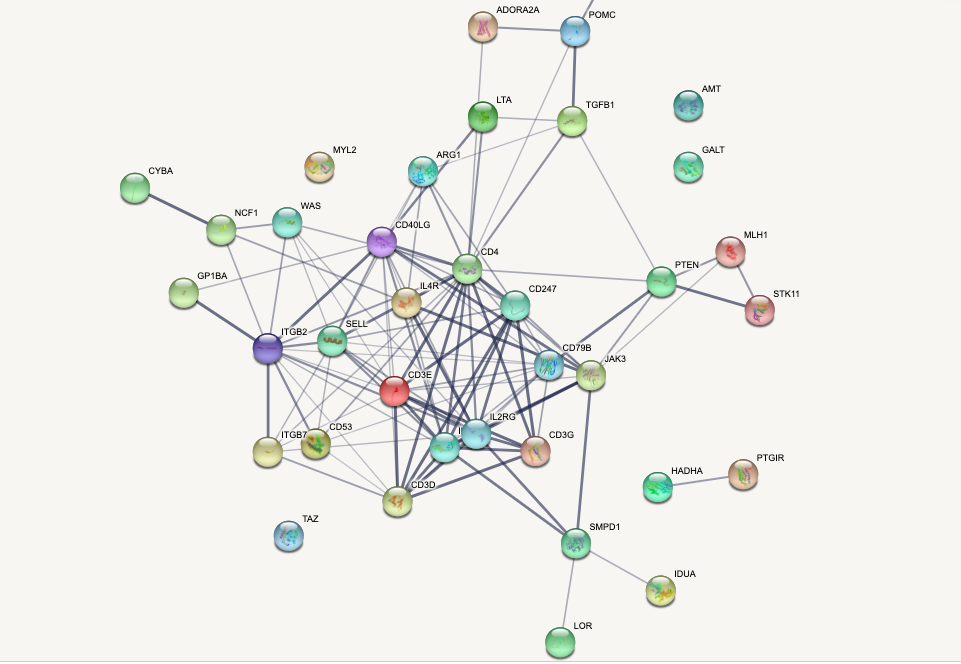 ADORA2A
POMC
AMT
LTA
TGFB1
GALT
MYL2
ARG1
CYBA
NCF1
WAS
CD40LG
MLH1
CD4
PTEN
GP1BA
IL4R
CD247
STK11
ITGB2
SELL
CD79B
JAK3
CD3E
IL2RG
ITGB7
CD53
CD3G
PTGIR
HADHA
CD3D
TAZ
SMPD1
IDUA
LOR